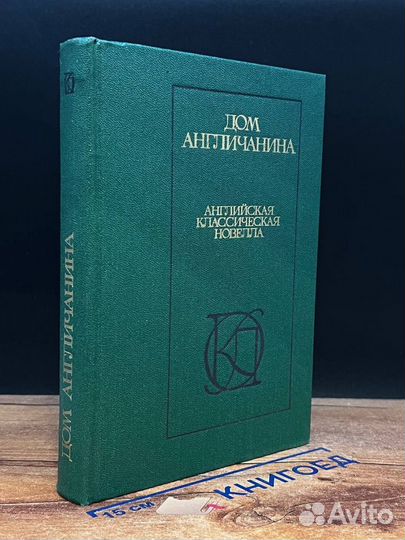 ДОМ
АНГЛИЧАНИНА
АНГЛИЙСКАЯ
КЛАССИЧЕСКАЯ
НОВЕЛЛА
ДОМ АНГЛИЧАНИНА
15 см
КНИГОЕД
Avito